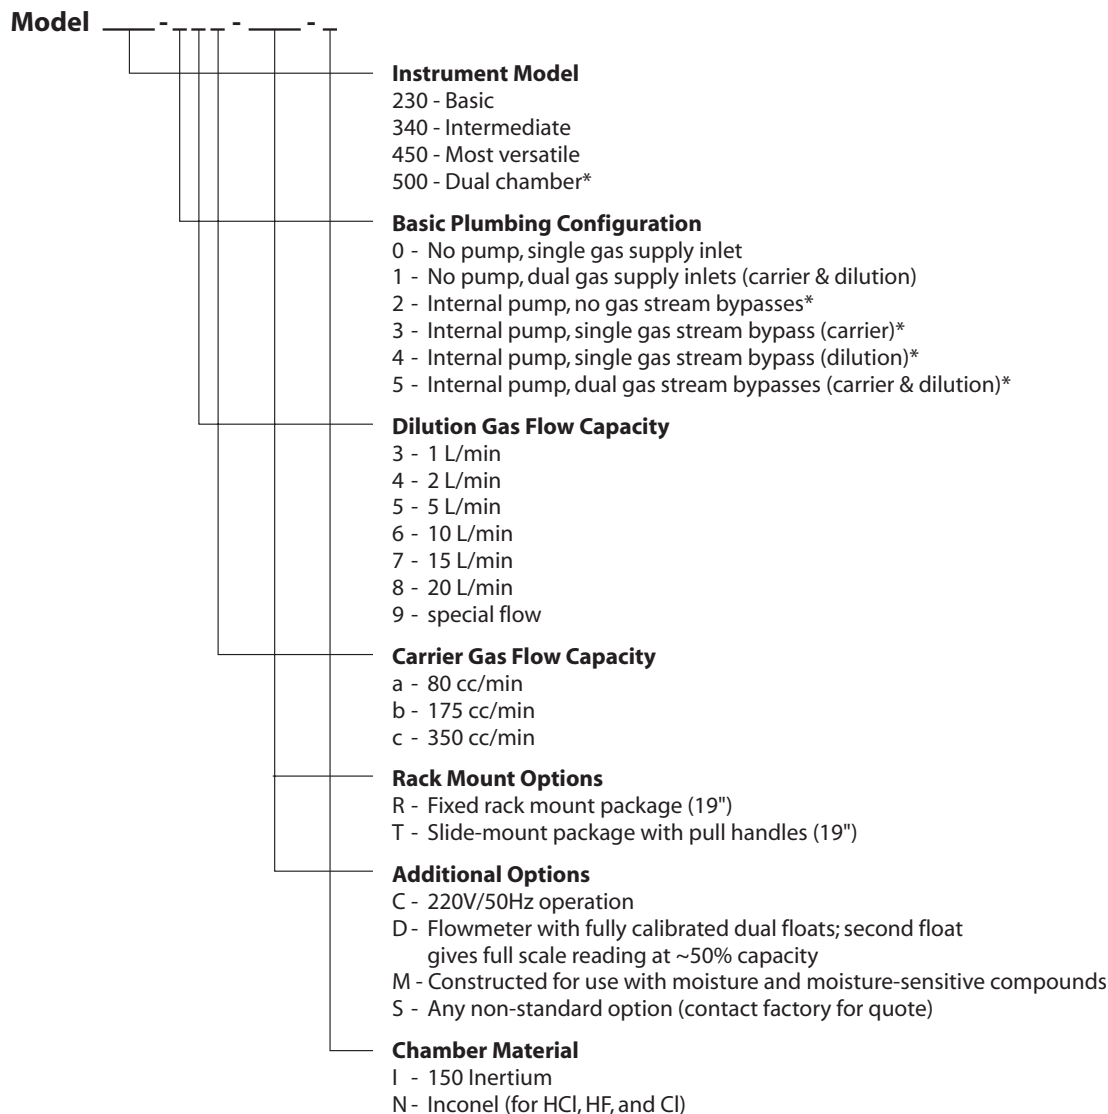 Model _____ - _ _ _ - _____ - _
Instrument Model
230 - Basic
340 - Intermediate
450 - Most versatile
500 - Dual chamber*
Basic Plumbing Configuration
0 - No pump, single gas supply inlet
1 - No pump, dual gas supply inlets (carrier & dilution)
2 - Internal pump, no gas stream bypasses*
3 - Internal pump, single gas stream bypass (carrier)*
4 - Internal pump, single gas stream bypass (dilution)*
5 - Internal pump, dual gas stream bypasses (carrier & dilution)*
Dilution Gas Flow Capacity
3 - 1 L/min
4 - 2 L/min
5 - 5 L/min
6 - 10 L/min
7 - 15 L/min
8 - 20 L/min
9 - special flow
Carrier Gas Flow Capacity
a - 80 cc/min
b - 175 cc/min
c - 350 cc/min
Rack Mount Options
R - Fixed rack mount package (19")
T - Slide-mount package with pull handles (19")
Additional Options
C - 220V/50Hz operation
D - Flowmeter with fully calibrated dual floats; second float
gives full scale reading at ~50% capacity
M - Constructed for use with moisture and moisture-sensitive compounds
S - Any non-standard option (contact factory for quote)
Chamber Material
I - 150 Inertium
N - Inconel (for HCl, HF, and Cl)